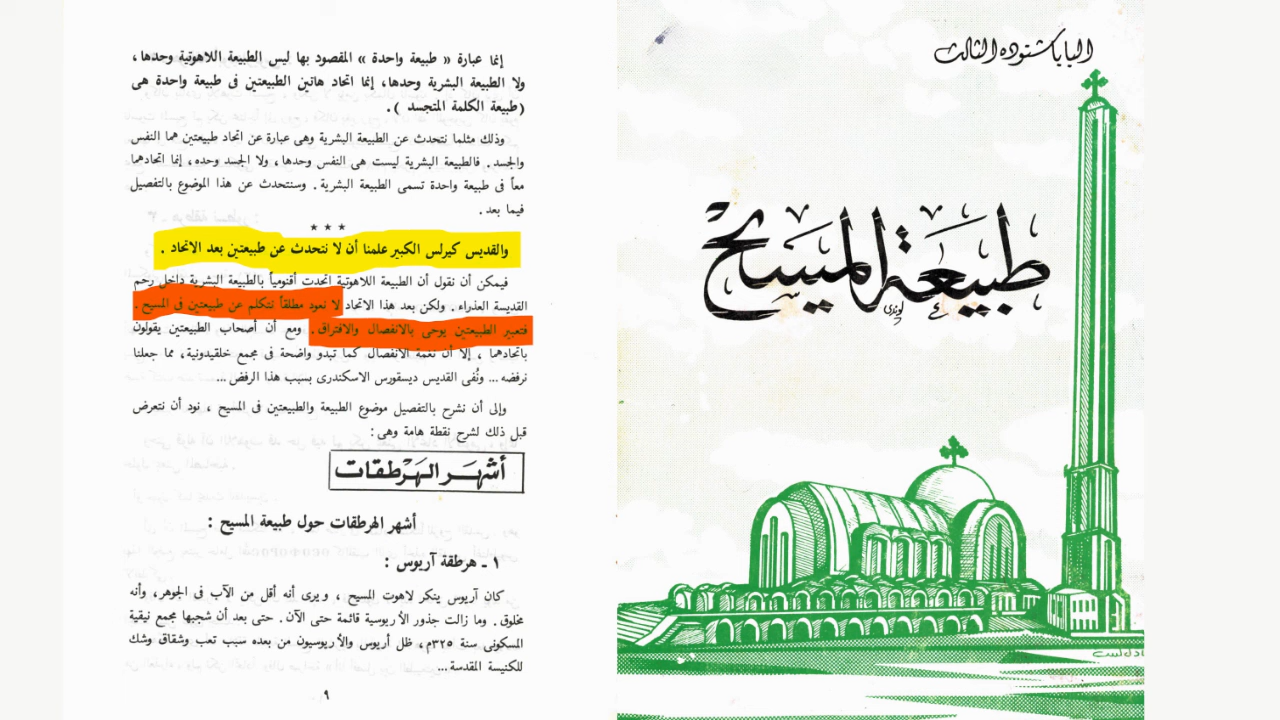 إنما عبارة « طبيعة واحدة » المقصود بها ليس الطبيعة اللاهوتية وحدها ،
ولا الطبيعة البشرية وحدها، إنما اتحاد هاتين الطبيعتين فى طبيعة واحدة هى
(طبيعة الكلمة المتجسد ) .
وذلك مثلما نتحدث عن الطبيعة البشرية وهى عبارة عن اتحاد طبيعتين هما النفس
والجسد . فالطبيعة البشرية ليست هى النفس وحدها ، ولا الجسد وحده ، إنما اتحادهما
معاً فى طبيعة واحدة تسمى الطبيعة البشرية . وسنتحدث عن هذا الموضوع بالتفصيل
فيما بعد .
★ ★ ★
والقديس كيرلس الكبير علمنا أن لا نتحدث عن طبيعتين بعد الاتحاد .
فيمكن أن نقول أن الطبيعة اللاهوتية اتحدت أقنومياً بالطبيعة البشرية داخل رحم
القديسة العذراء . ولكن بعد هذا الاتحاد لا نعود مطلقاً نتكلم عن طبيعتين فى المسيح .
فتعبير الطبيعتين يوحى بالانفصال والافتراق . ومع أن أصحاب الطبيعتين يقولون
باتحادهما ، إلا أن نغمة الانفصال كما تبدو واضحة فى مجمع خلقيدونية، مما جعلنا
نرفضه ... ونُفى القديس ديسقورس الاسكندرى بسبب هذا الرفض ...
وإلى أن نشرح بالتفصيل موضوع الطبيعة والطبيعتين فى المسيح ، نود أن نتعرض
قبل ذلك لشرح نقطة هامة وهى :
أشهَر الهَرْطقات
أشهر الهرطقات حول طبيعة المسيح :
١ ـ هرطقة آريوس :
كان آريوس ينكر لاهوت المسيح ، ويرى أنه أقل من الآب فى الجوهر، وأنه
مخلوق . وما زالت جذور الأريوسية قائمة حتى الآن . حتى بعد أن شجبها مجمع نيقية
المسكونى سنة ٣٢٥م ، ظل أريوس والأريوسيون من بعده سبب تعب وشقاق وشك
للكنيسة المقدسة ...
٩
البابا شنوده الثالث
طبيعة المسيح